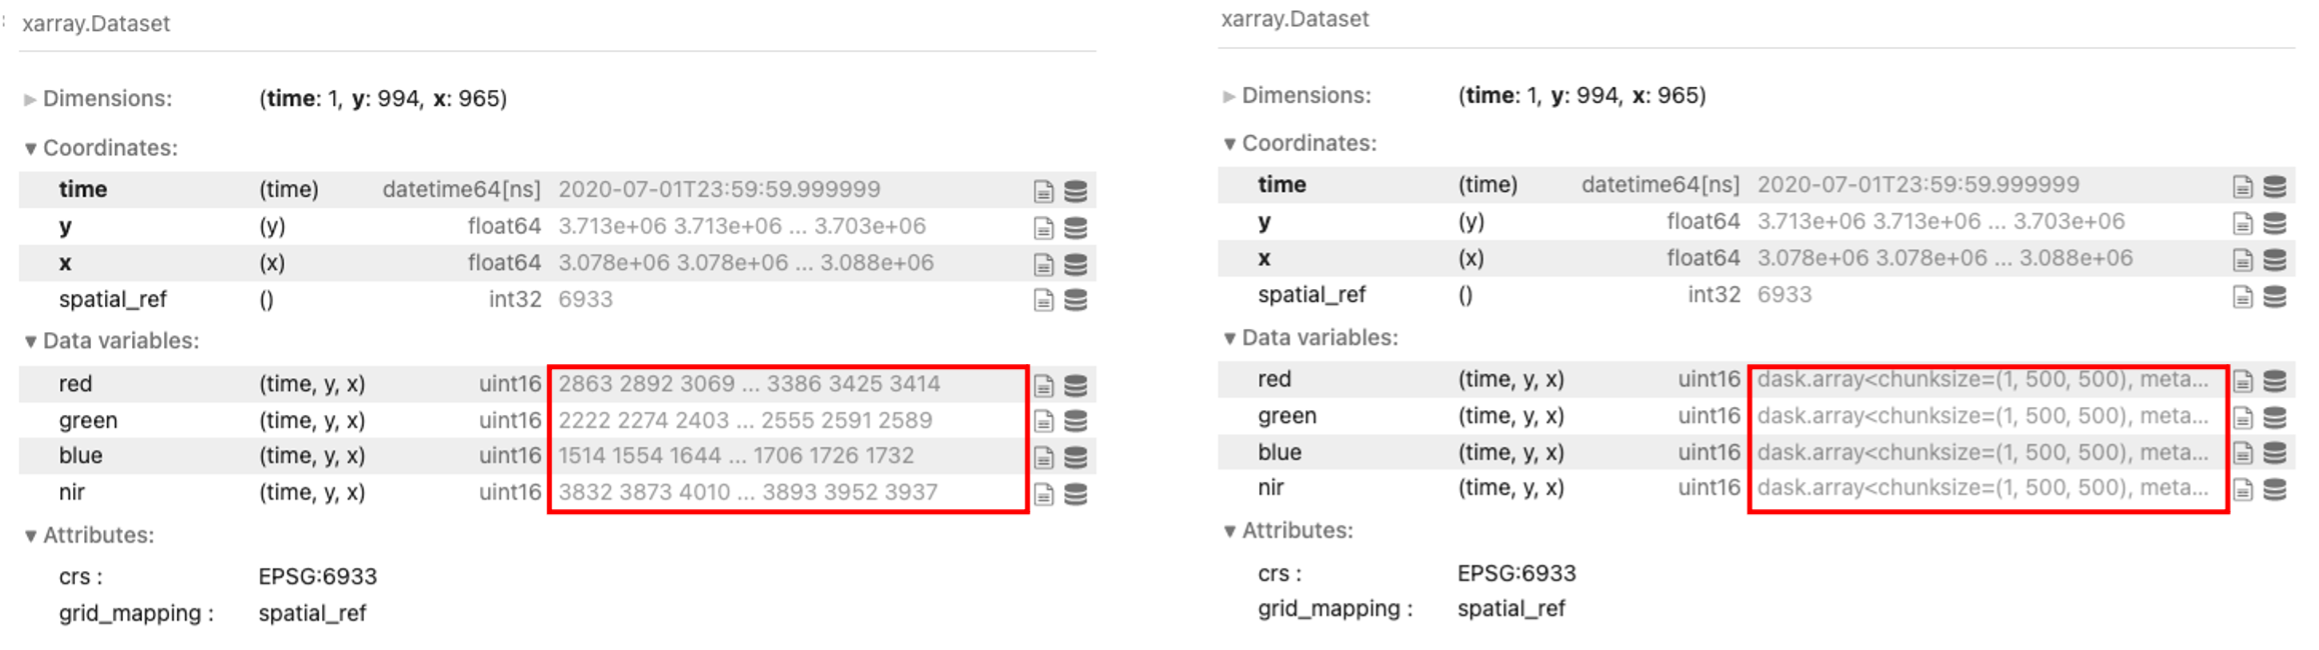 xarray.Dataset
▸ Dimensions: (time: 1, y: 994, x: 965)
▾ Coordinates:
time (time) datetime64[ns] 2020-07-01T23:59:59.999999
y (y) float64 3.713e+06 3.713e+06 ... 3.703e+06
x (x) float64 3.078e+06 3.078e+06 ... 3.088e+06
spatial_ref () int32 6933
▾ Data variables:
red (time, y, x) uint16 2863 2892 3069 ... 3386 3425 3414
green (time, y, x) uint16 2222 2274 2403 ... 2555 2591 2589
blue (time, y, x) uint16 1514 1554 1644 ... 1706 1726 1732
nir (time, y, x) uint16 3832 3873 4010 ... 3893 3952 3937
▾ Attributes:
crs : EPSG:6933
grid_mapping : spatial_ref
xarray.Dataset
▸ Dimensions: (time: 1, y: 994, x: 965)
▾ Coordinates:
time (time) datetime64[ns] 2020-07-01T23:59:59.999999
y (y) float64 3.713e+06 3.713e+06 ... 3.703e+06
x (x) float64 3.078e+06 3.078e+06 ... 3.088e+06
spatial_ref () int32 6933
▾ Data variables:
red (time, y, x) uint16 dask.array<chunksize=(1, 500, 500), meta...
green (time, y, x) uint16 dask.array<chunksize=(1, 500, 500), meta...
blue (time, y, x) uint16 dask.array<chunksize=(1, 500, 500), meta...
nir (time, y, x) uint16 dask.array<chunksize=(1, 500, 500), meta...
▾ Attributes:
crs : EPSG:6933
grid_mapping : spatial_ref